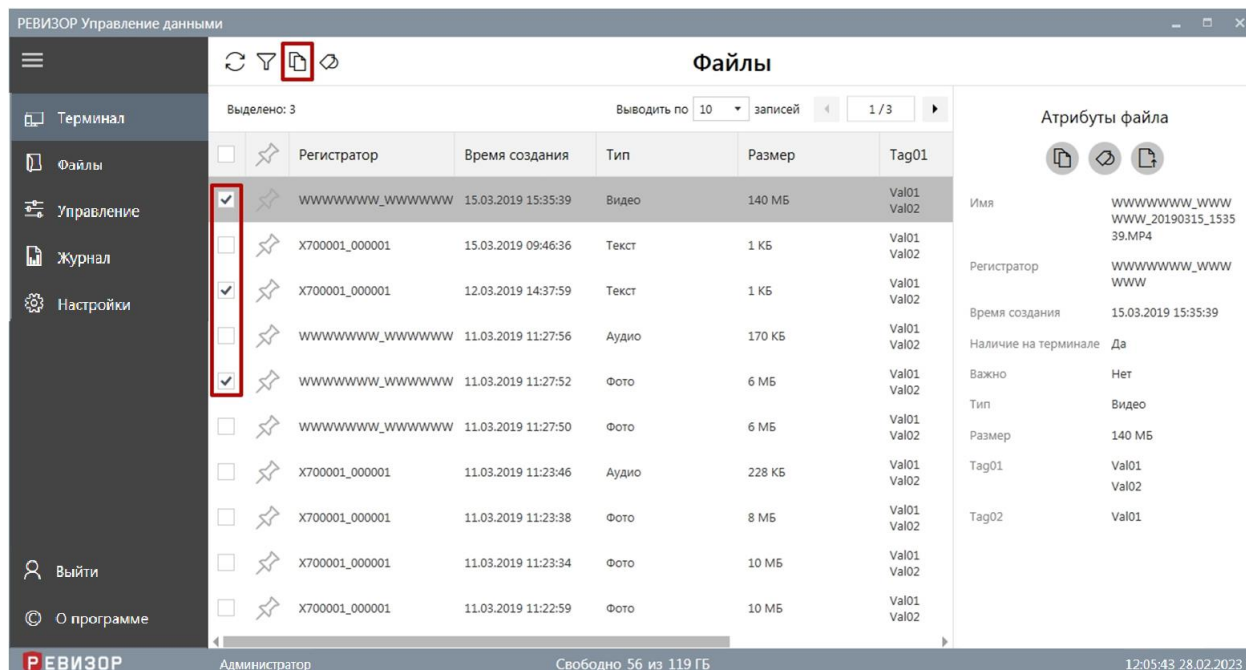 РЕВИЗОР Управление данными
Файлы
Терминал
Файлы
Управление
Журнал
Настройки
Выйти
О программе
Выделено: 3
Выводить по 10 записей 1 / 3
Регистратор Время создания Тип Размер Tag01
WWWWWWW_WWWWWW 15.03.2019 15:35:39 Видео 140 МБ Val01
Val02
X700001_000001 15.03.2019 09:46:36 Текст 1 КБ Val01
Val02
X700001_000001 12.03.2019 14:37:59 Текст 1 КБ Val01
Val02
WWWWWWW_WWWWWW 11.03.2019 11:27:56 Аудио 170 КБ Val01
Val02
WWWWWWW_WWWWWW 11.03.2019 11:27:52 Фото 6 МБ Val01
Val02
WWWWWWW_WWWWWW 11.03.2019 11:27:50 Фото 6 МБ Val01
Val02
X700001_000001 11.03.2019 11:23:46 Аудио 228 КБ Val01
Val02
X700001_000001 11.03.2019 11:23:38 Фото 8 МБ Val01
Val02
X700001_000001 11.03.2019 11:23:34 Фото 10 МБ Val01
Val02
X700001_000001 11.03.2019 11:22:59 Фото 10 МБ Val01
Val02
Атрибуты файла
Имя WWWWWWW_WWW
WWW_20190315_1535
39.MP4
Регистратор WWWWWWW_WWW
WWW
Время создания 15.03.2019 15:35:39
Наличие на терминале Да
Важно Нет
Тип Видео
Размер 140 МБ
Tag01 Val01
Val02
Tag02 Val01
РЕВИЗОР Администратор Свободно 56 из 119 ГБ 12:05:43 28.02.2023